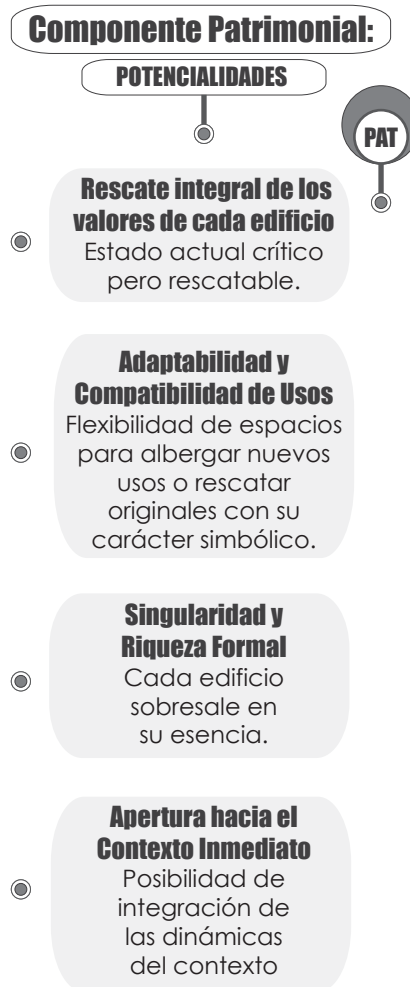 Componente Patrimonial:
POTENCIALIDADES
PAT
Rescate integral de los
valores de cada edificio
Estado actual crítico
pero rescatable.
Adaptabilidad y
Compatibilidad de Usos
Flexibilidad de espacios
para albergar nuevos
usos o rescatar
originales con su
carácter simbólico.
Singularidad y
Riqueza Formal
Cada edificio
sobresale en
su esencia.
Apertura hacia el
Contexto Inmediato
Posibilidad de
integración de
las dinámicas
del contexto